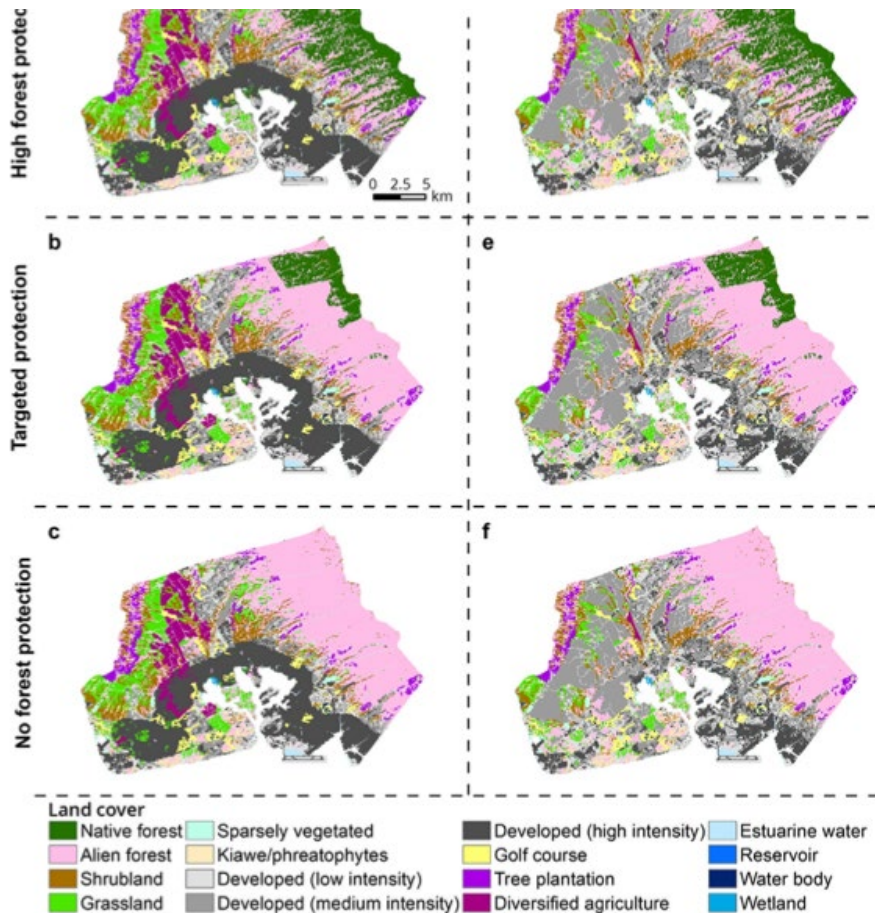 High forest protec
0 2.5 5
km
Targeted protection
b
e
No forest protection
c
f
Land cover
Native forest
Sparsely vegetated
Developed (high intensity)
Estuarine water
Alien forest
Kiawe/phreatophytes
Golf course
Reservoir
Shrubland
Developed (low intensity)
Tree plantation
Water body
Grassland
Developed (medium intensity)
Diversified agriculture
Wetland